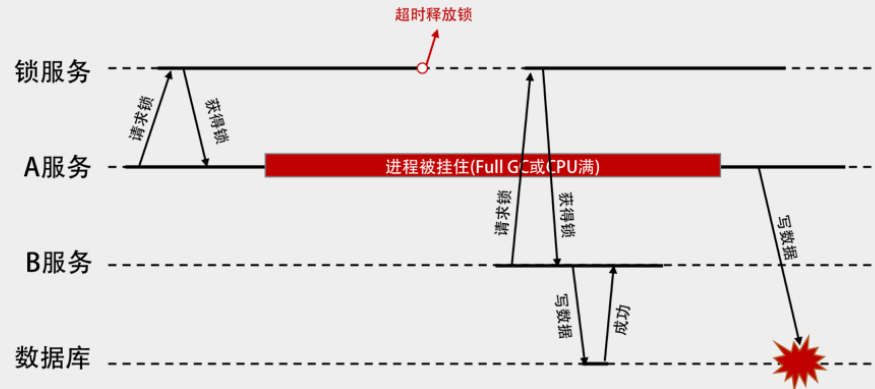 超时释放锁
锁服务
请求锁
获得锁
A服务
进程被挂住(Full GC或CPU满)
请求锁
获得锁
写数据
B服务
写数据
成功
数据库